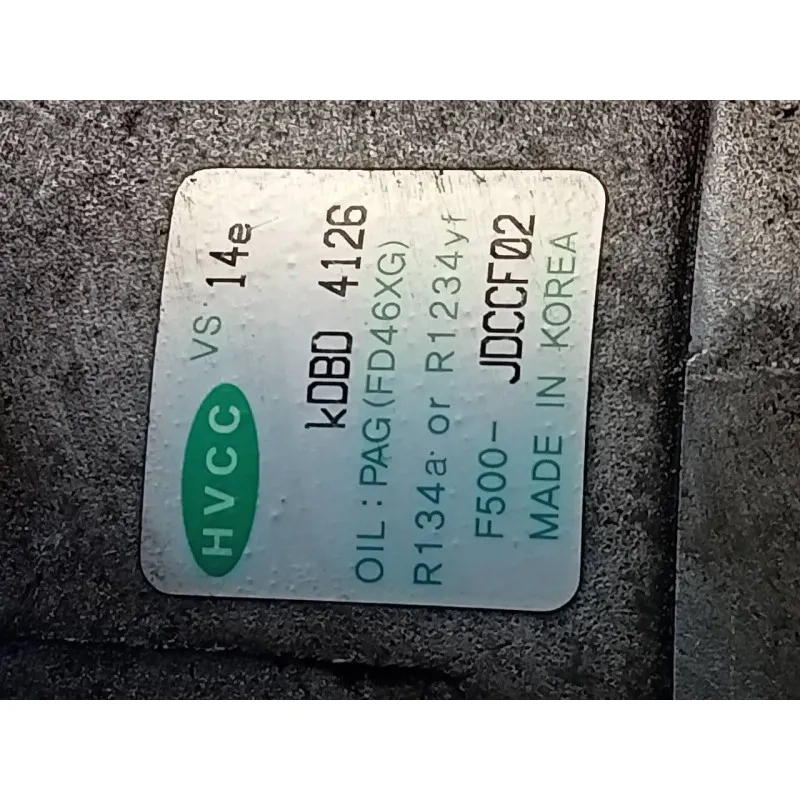 HVCC VS 14e
kDBD 4126
OIL : PAG(FD46XG)
R134a or R1234yf
F500- JDCCF02
MADE IN KOREA